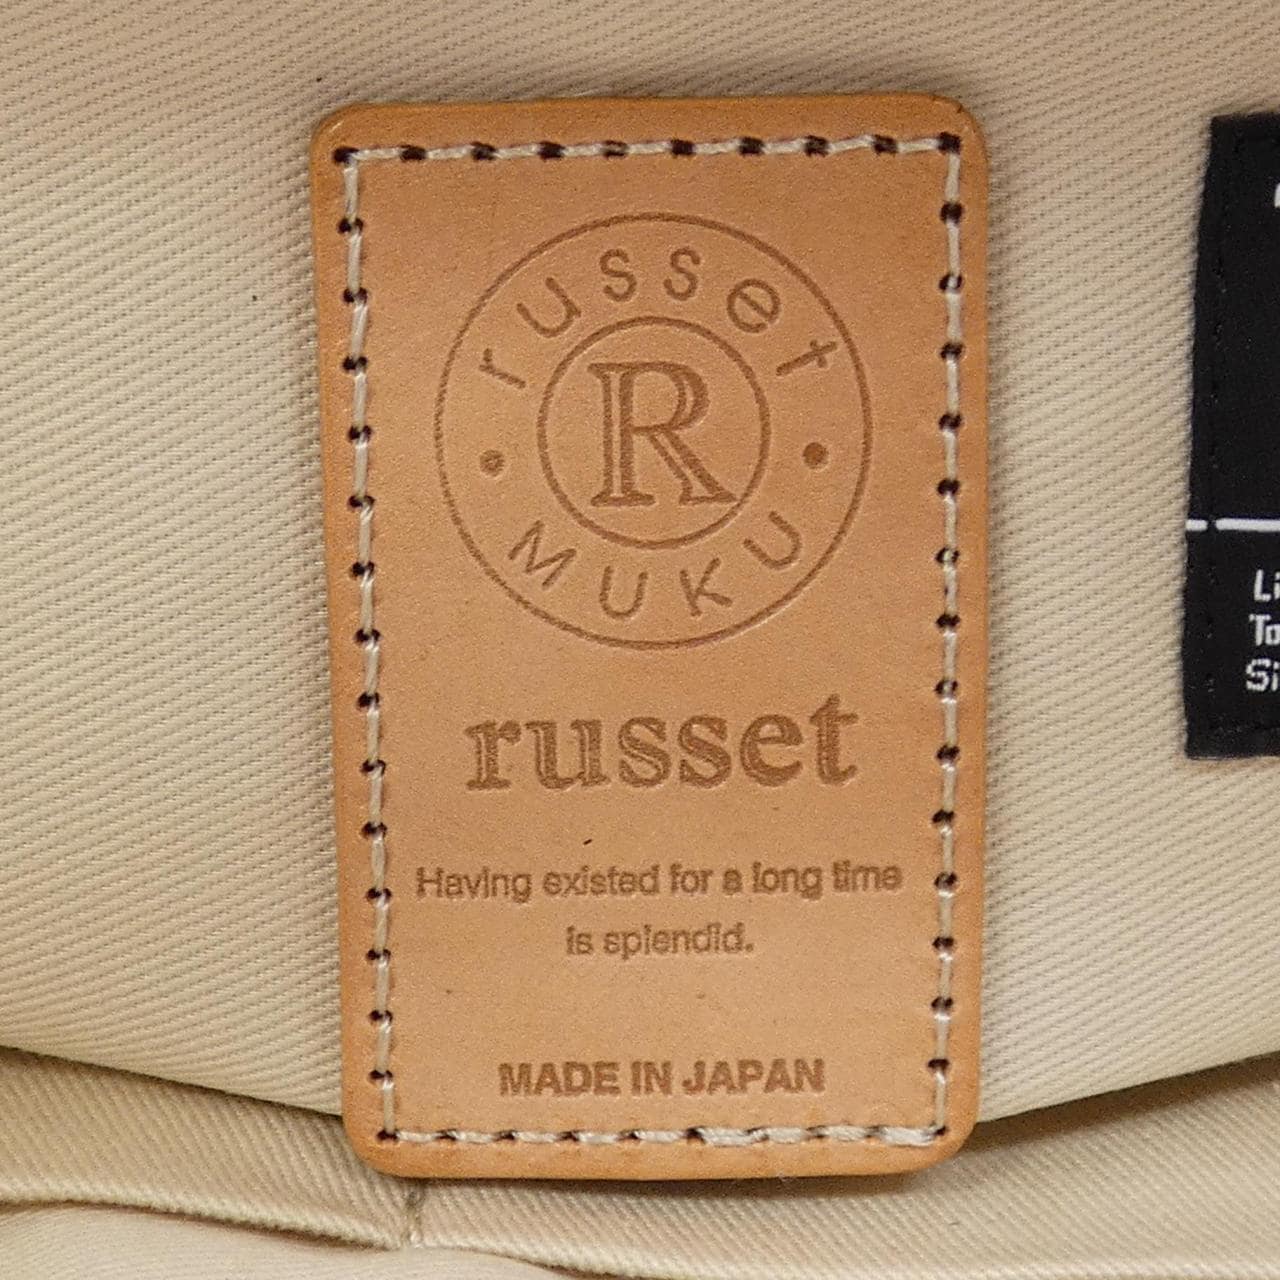 russet
R
MUKU
russet
Having existed for a long time
is splendid.
MADE IN JAPAN